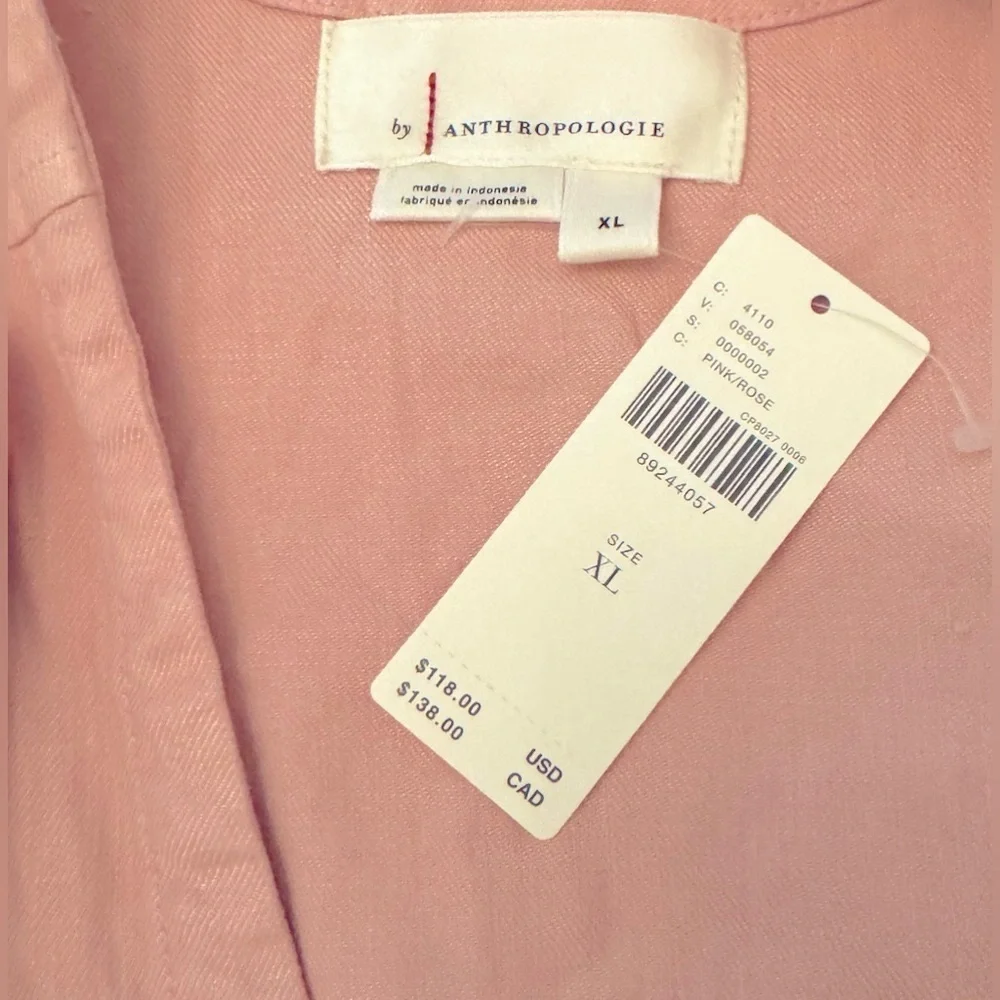 by ANTHROPOLOGIE
made in indonesia
fabriqué en indonésie
XL
C: 4110
V: 058054
S: 0000002
C: PINK/ROSE
CP8027 0006
89244057
SIZE
XL
$118.00 USD
$138.00 CAD